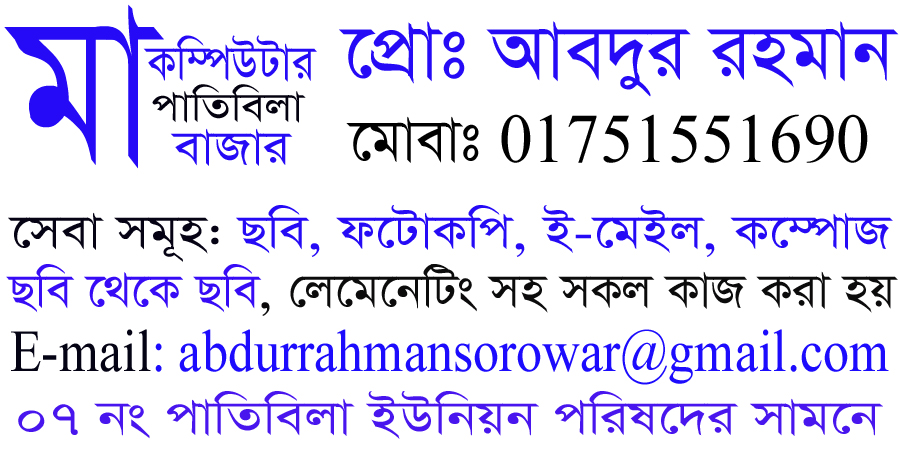 মা
কম্পিউটার
পাতিবিলা
বাজার
প্রোঃ আবদুর রহমান
মোবাঃ 01751551690
সেবা সমূহ: ছবি, ফটোকপি, ই-মেইল, কম্পোজ
ছবি থেকে ছবি, লেমেনেটিং সহ সকল কাজ করা হয়
E-mail: abdurrahmansorowar@gmail.com
০৭ নং পাতিবিলা ইউনিয়ন পরিষদের সামনে